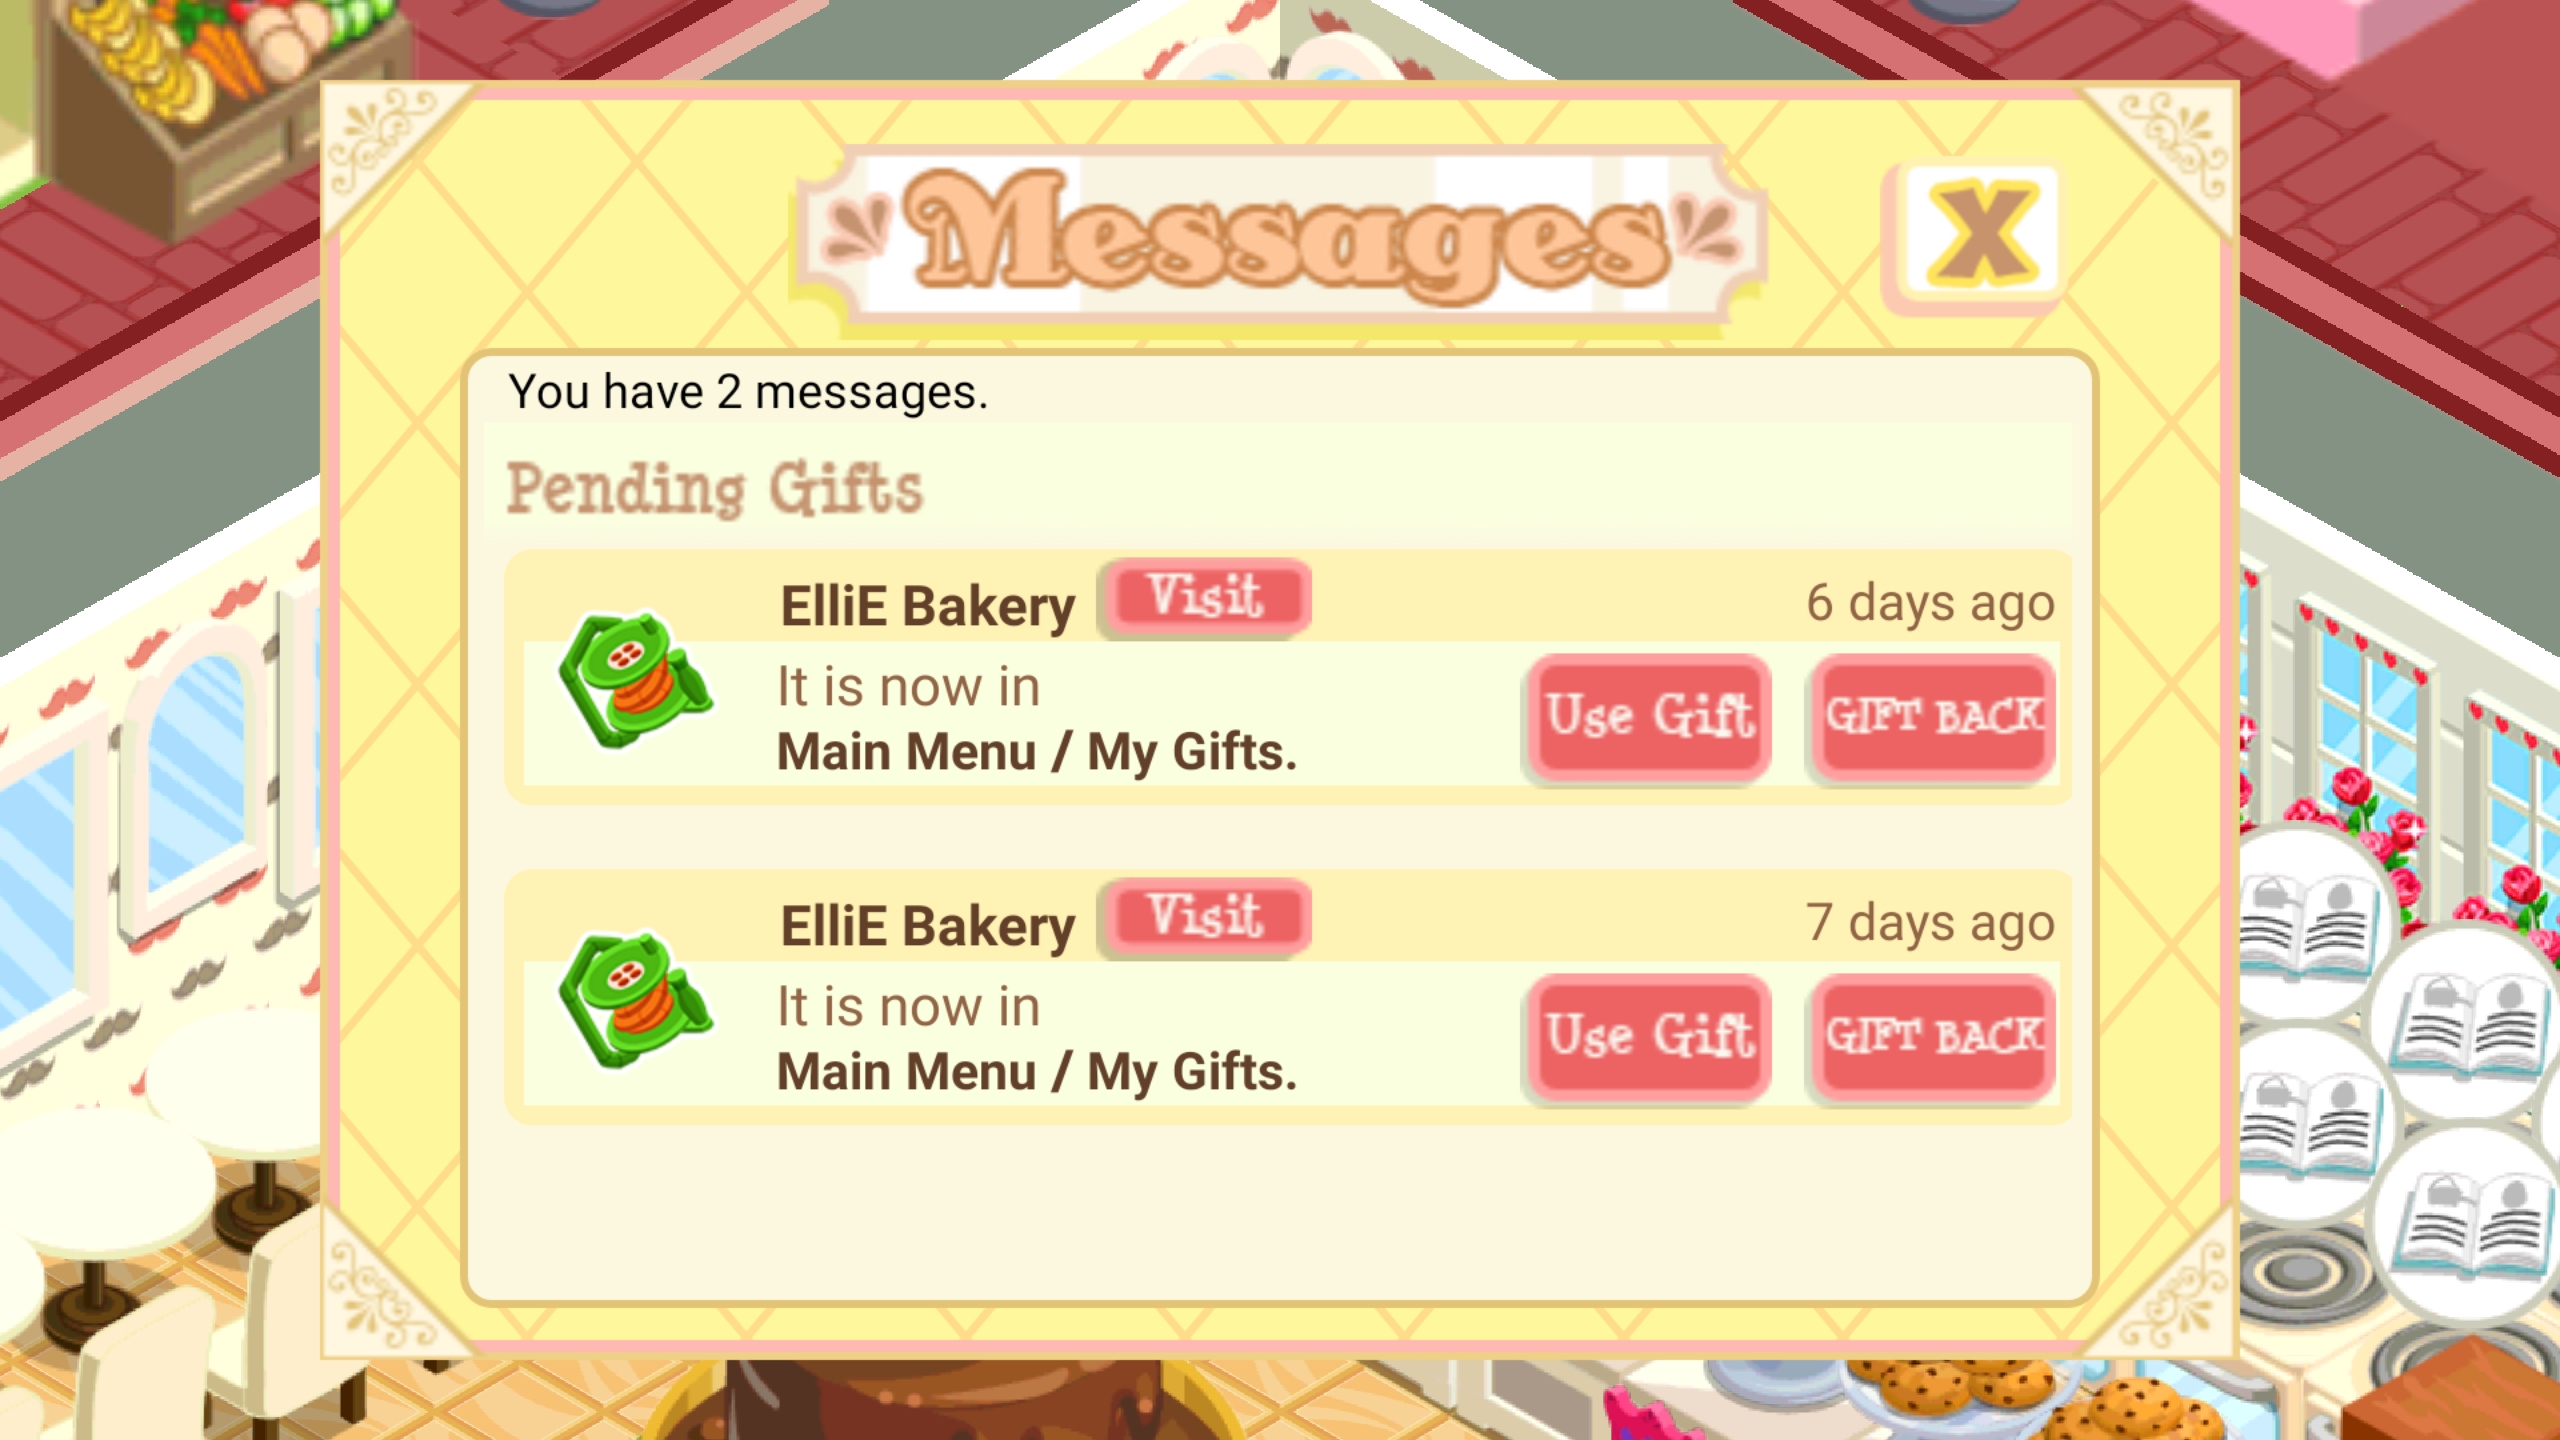 Messages
X
You have 2 messages.
Pending Gifts
ElliE Bakery Visit 6 days ago
It is now in
Main Menu / My Gifts.
Use Gift GIFT BACK
ElliE Bakery Visit 7 days ago
It is now in
Main Menu / My Gifts.
Use Gift GIFT BACK